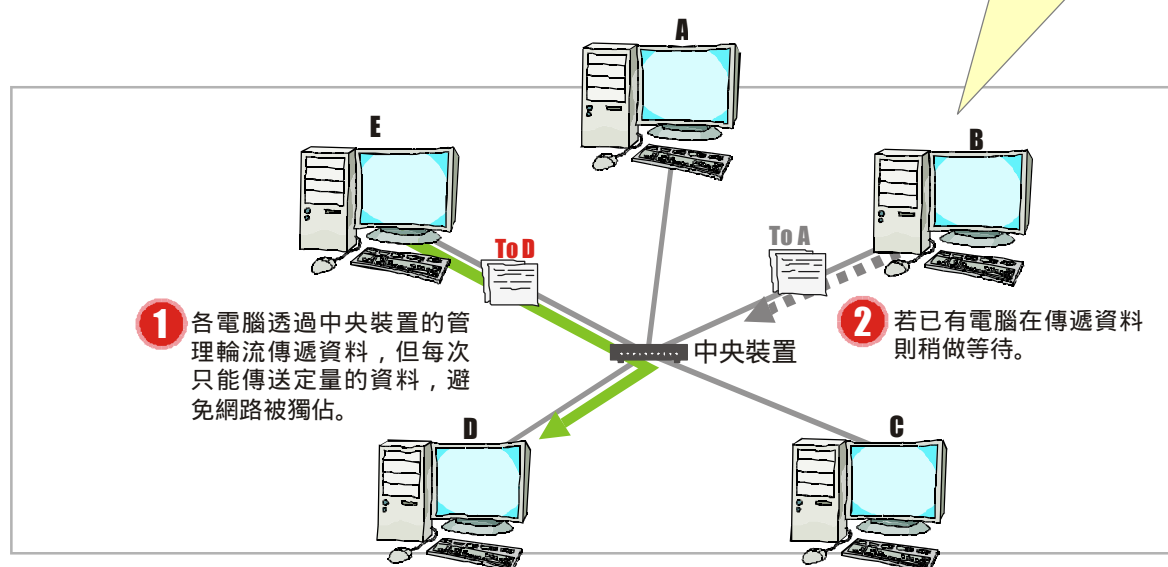 A
E
B
To D
To A
1
各電腦透過中央裝置的管
理輪流傳遞資料，但每次
只能傳送定量的資料，避
免網路被獨佔。
2
若已有電腦在傳遞資料
則稍做等待。
中央裝置
D
C